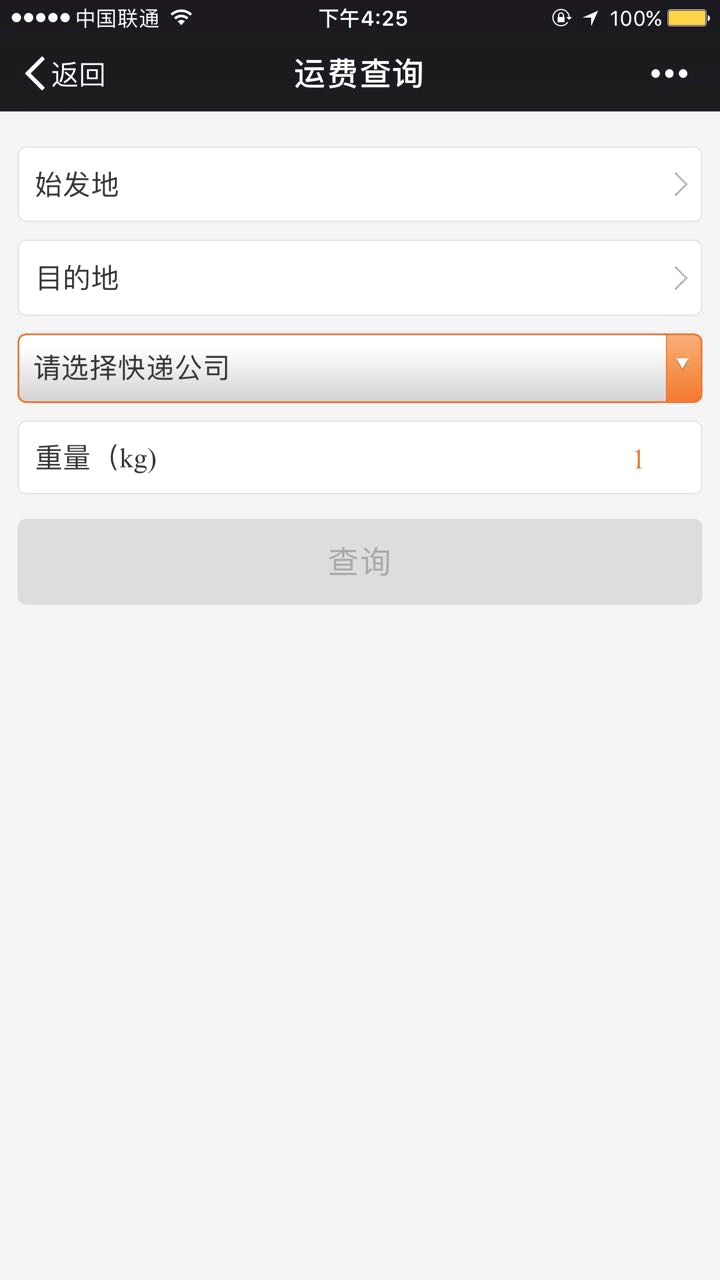 中国联通 下午4:25 100%
返回 运费查询
始发地
目的地
请选择快递公司
重量（kg) 1
查询